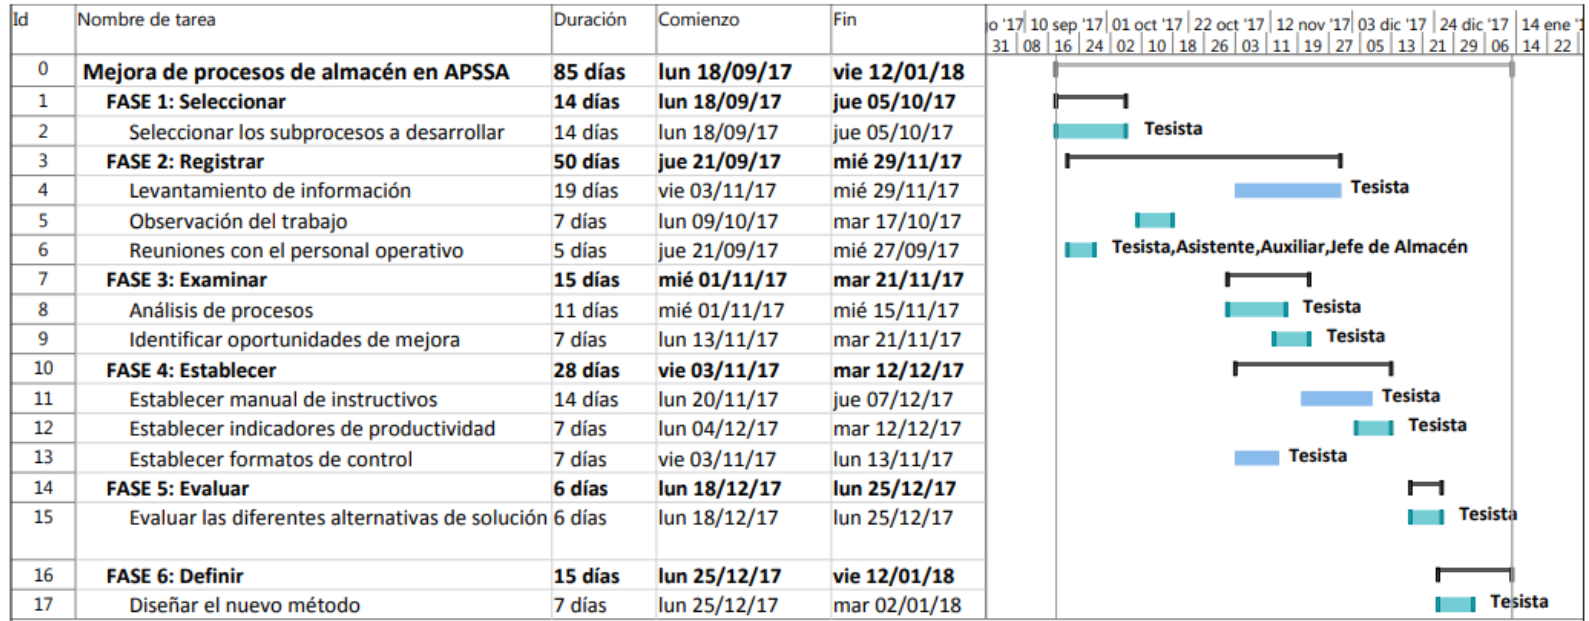 Id Nombre de tarea Duración Comienzo Fin
o '17 10 sep '17 01 oct '17 22 oct '17 12 nov '17 03 dic '17 24 dic '17 14 ene '1
31 08 16 24 02 10 18 26 03 11 19 27 05 13 21 29 06 14 22
0 Mejora de procesos de almacén en APSSA 85 días lun 18/09/17 vie 12/01/18
1 FASE 1: Seleccionar 14 días lun 18/09/17 jue 05/10/17
2 Seleccionar los subprocesos a desarrollar 14 días lun 18/09/17 jue 05/10/17 Tesista
3 FASE 2: Registrar 50 días jue 21/09/17 mié 29/11/17
4 Levantamiento de información 19 días vie 03/11/17 mié 29/11/17 Tesista
5 Observación del trabajo 7 días lun 09/10/17 mar 17/10/17
6 Reuniones con el personal operativo 5 días jue 21/09/17 mié 27/09/17 Tesista,Asistente,Auxiliar,Jefe de Almacén
7 FASE 3: Examinar 15 días mié 01/11/17 mar 21/11/17
8 Análisis de procesos 11 días mié 01/11/17 mié 15/11/17 Tesista
9 Identificar oportunidades de mejora 7 días lun 13/11/17 mar 21/11/17 Tesista
10 FASE 4: Establecer 28 días vie 03/11/17 mar 12/12/17
11 Establecer manual de instructivos 14 días lun 20/11/17 jue 07/12/17 Tesista
12 Establecer indicadores de productividad 7 días lun 04/12/17 mar 12/12/17 Tesista
13 Establecer formatos de control 7 días vie 03/11/17 lun 13/11/17 Tesista
14 FASE 5: Evaluar 6 días lun 18/12/17 lun 25/12/17
15 Evaluar las diferentes alternativas de solución 6 días lun 18/12/17 lun 25/12/17 Tesista
16 FASE 6: Definir 15 días lun 25/12/17 vie 12/01/18
17 Diseñar el nuevo método 7 días lun 25/12/17 mar 02/01/18 Tesista